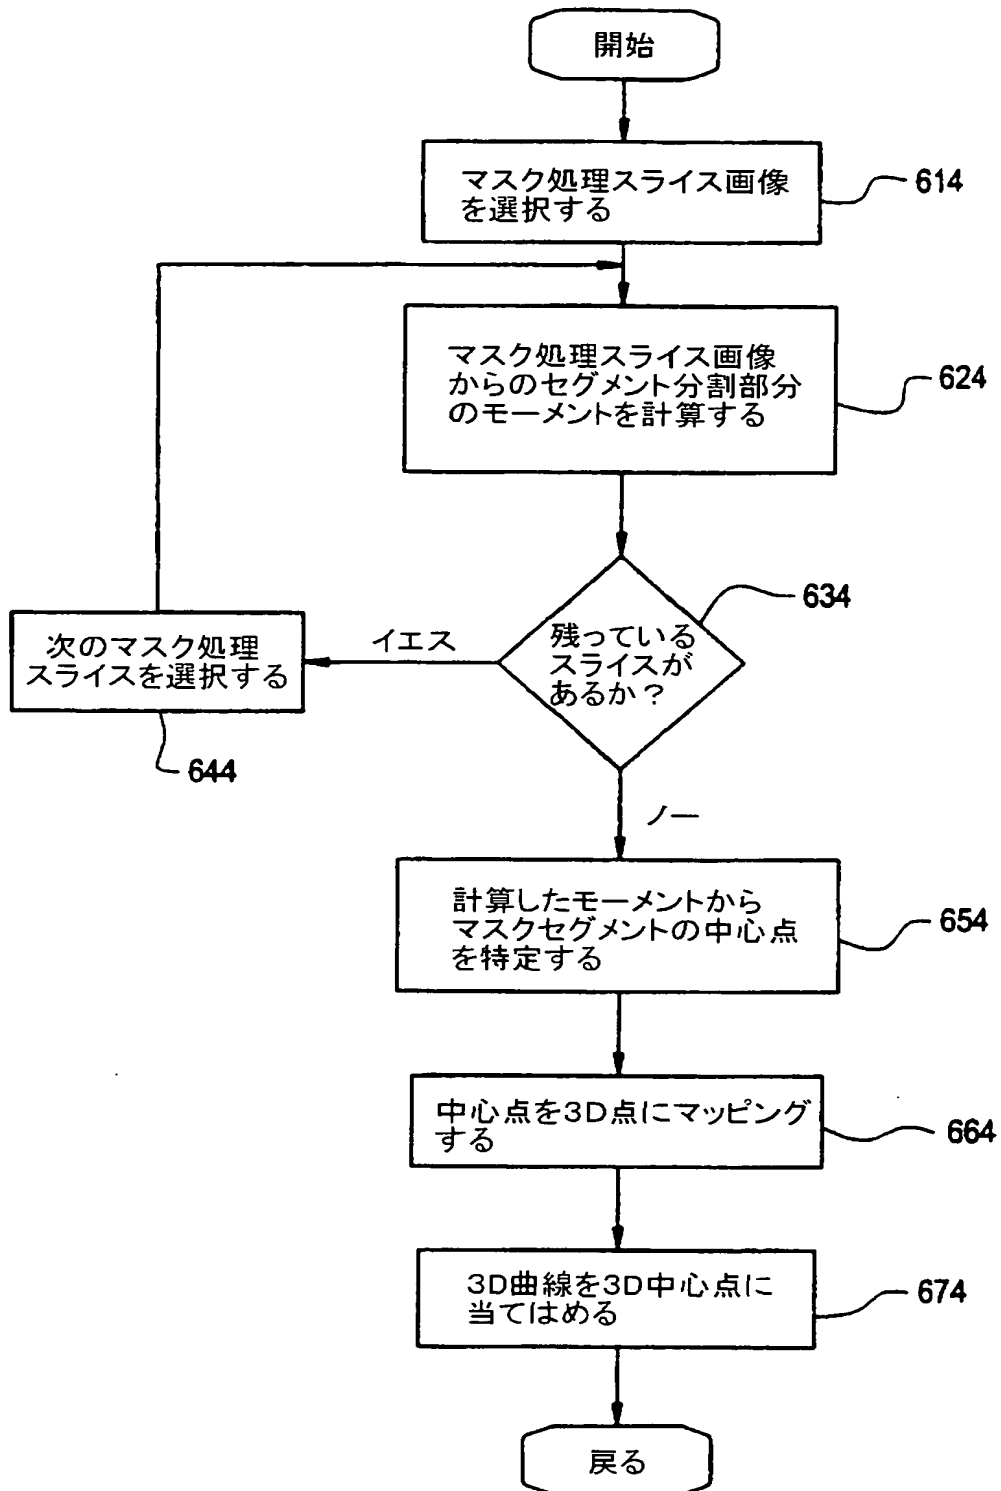 開始
マスク処理スライス画像
を選択する
614
マスク処理スライス画像
からのセグメント分割部分
のモーメントを計算する
624
残っている
スライスが
あるか？
634
イエス
次のマスク処理
スライスを選択する
644
ノー
計算したモーメントから
マスクセグメントの中心点
を特定する
654
中心点を3D点にマッピング
する
664
3D曲線を3D中心点に
当てはめる
674
戻る